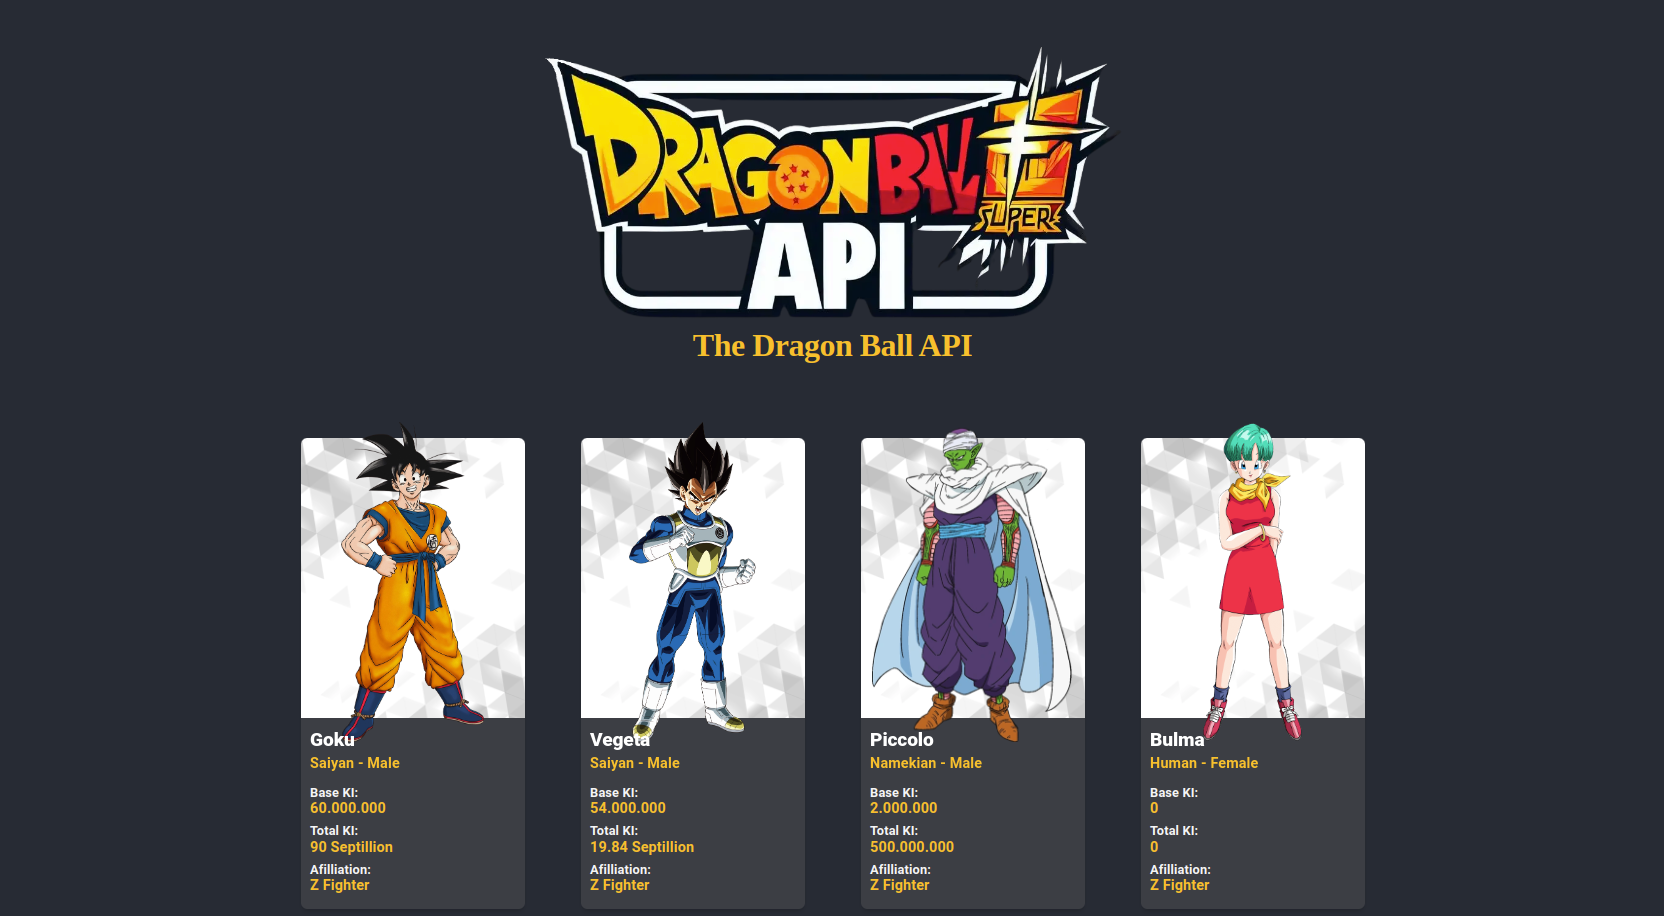 DRAGON BALL
SUPER
API
The Dragon Ball API
Goku
Saiyan - Male
Base KI:
60.000.000
Total KI:
90 Septillion
Afilliation:
Z Fighter
Vegeta
Saiyan - Male
Base KI:
54.000.000
Total KI:
19.84 Septillion
Afilliation:
Z Fighter
Piccolo
Namekian - Male
Base KI:
2.000.000
Total KI:
500.000.000
Afilliation:
Z Fighter
Bulma
Human - Female
Base KI:
0
Total KI:
0
Afilliation:
Z Fighter